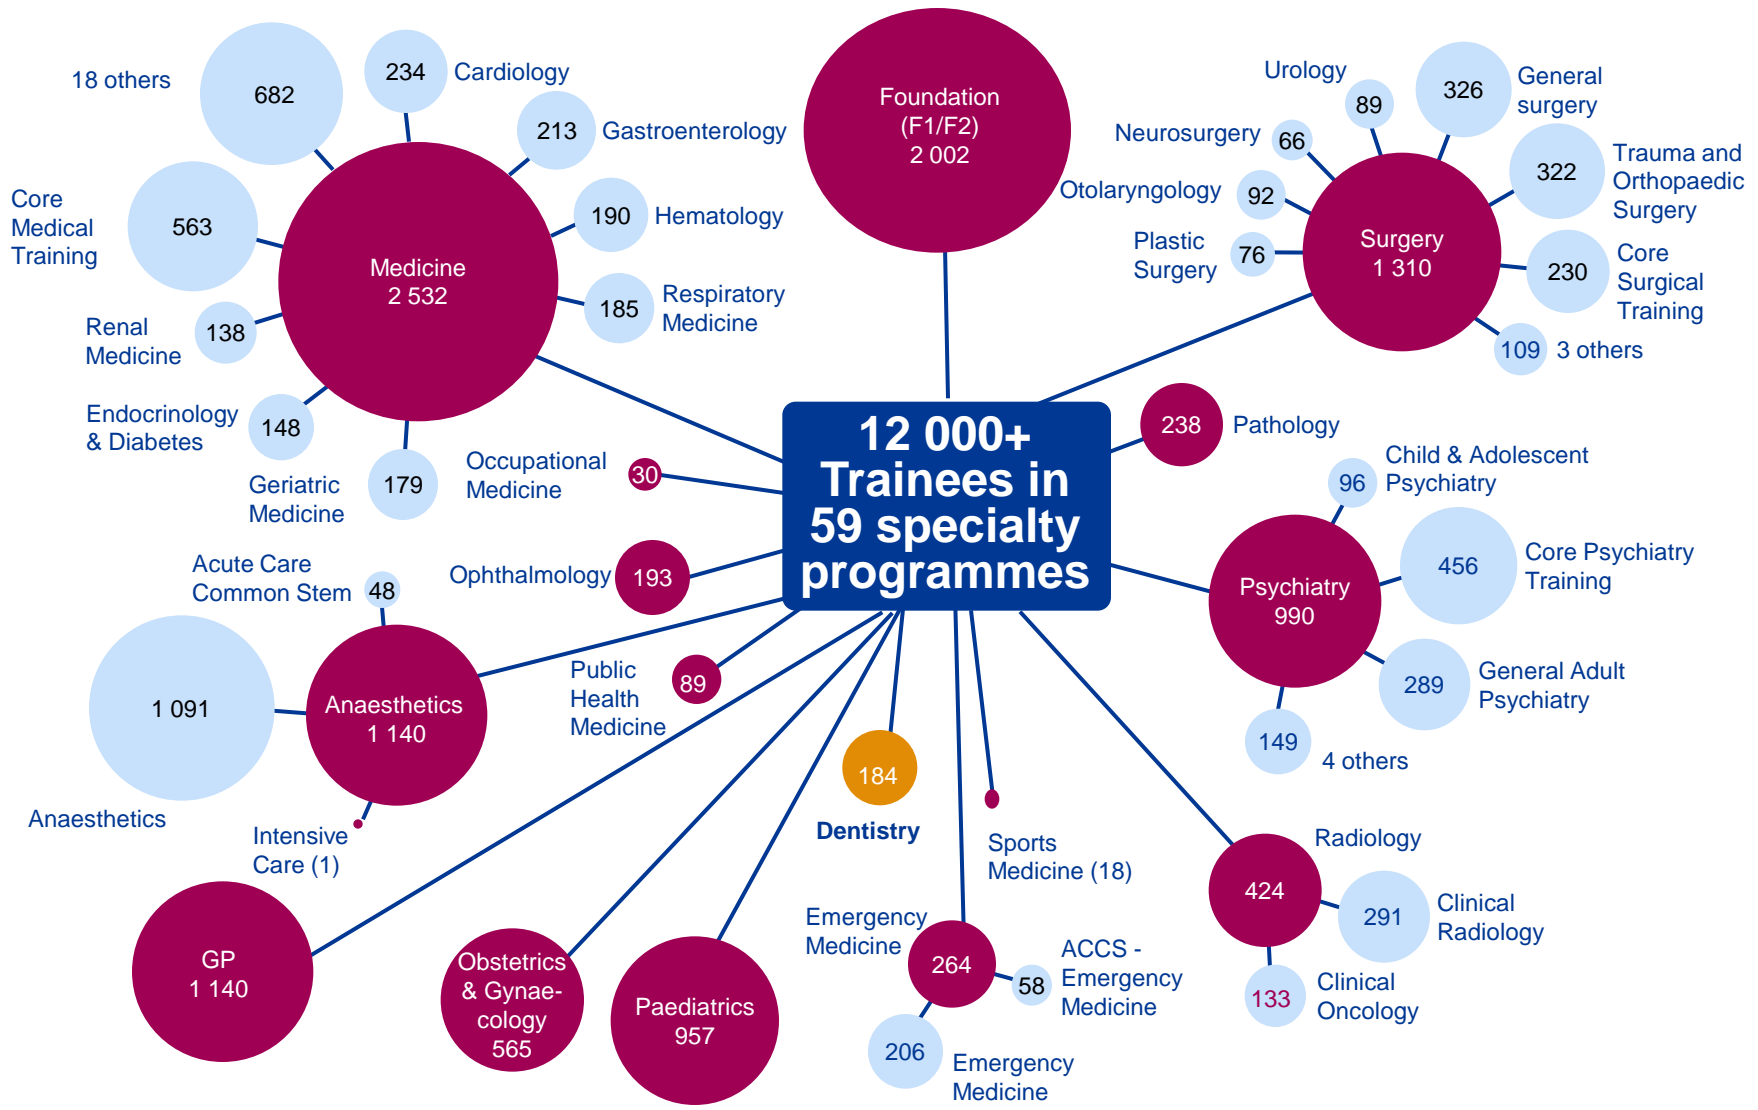 18 others
682
234
Cardiology
213
Gastroenterology
Core
Medical
Training
563
190
Hematology
Medicine
2 532
185
Respiratory
Medicine
Renal
Medicine
138
Endocrinology
& Diabetes
148
Geriatric
Medicine
179
Foundation
(F1/F2)
2 002
Urology
89
326
General
surgery
Neurosurgery
66
322
Trauma and
Orthopaedic
Surgery
Otolaryngology
92
Plastic
Surgery
76
Surgery
1 310
230
Core
Surgical
Training
109
3 others
12 000+
Trainees in
59 specialty
programmes
238
Pathology
Occupational
Medicine
30
Ophthalmology
193
Public
Health
Medicine
89
Acute Care
Common Stem
48
1 091
Anaesthetics
Anaesthetics
1 140
Intensive
Care (1)
GP
1 140
Obstetrics
& Gynae-
cology
565
Paediatrics
957
184
Dentistry
Sports
Medicine (18)
Emergency
Medicine
264
58
ACCS -
Emergency
Medicine
206
Emergency
Medicine
96
Child & Adolescent
Psychiatry
Psychiatry
990
456
Core Psychiatry
Training
289
General Adult
Psychiatry
149
4 others
Radiology
424
291
Clinical
Radiology
133
Clinical
Oncology